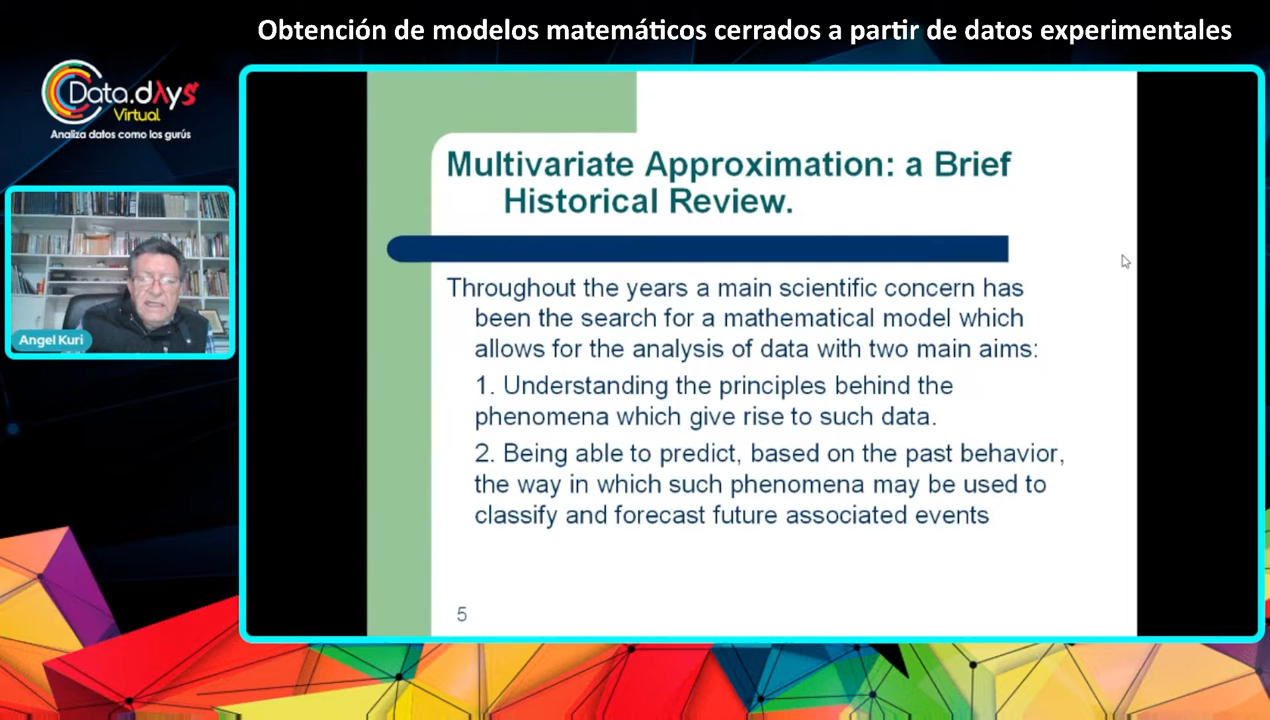 Obtención de modelos matemáticos cerrados a partir de datos experimentales
Data.dAys
Virtual
Analiza datos como los gurús
Angel Kuri
Multivariate Approximation: a Brief
Historical Review.
Throughout the years a main scientific concern has
been the search for a mathematical model which
allows for the analysis of data with two main aims:
1. Understanding the principles behind the
phenomena which give rise to such data.
2. Being able to predict, based on the past behavior,
the way in which such phenomena may be used to
classify and forecast future associated events
5